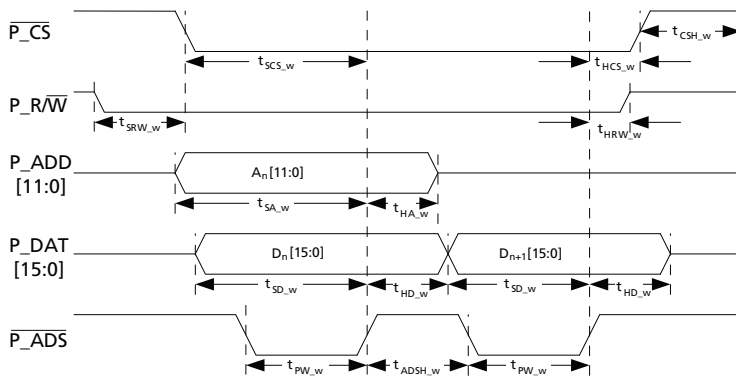 P_CS
t_SCS_w
t_HCS_w
t_CSH_w
P_R/W
t_SRW_w
t_HRW_w
P_ADD
[11:0]
A_n[11:0]
t_SA_w
t_HA_w
P_DAT
[15:0]
D_n[15:0]
D_n+1[15:0]
t_SD_w
t_HD_w
t_SD_w
t_HD_w
P_ADS
t_PW_w
t_ADSH_w
t_PW_w